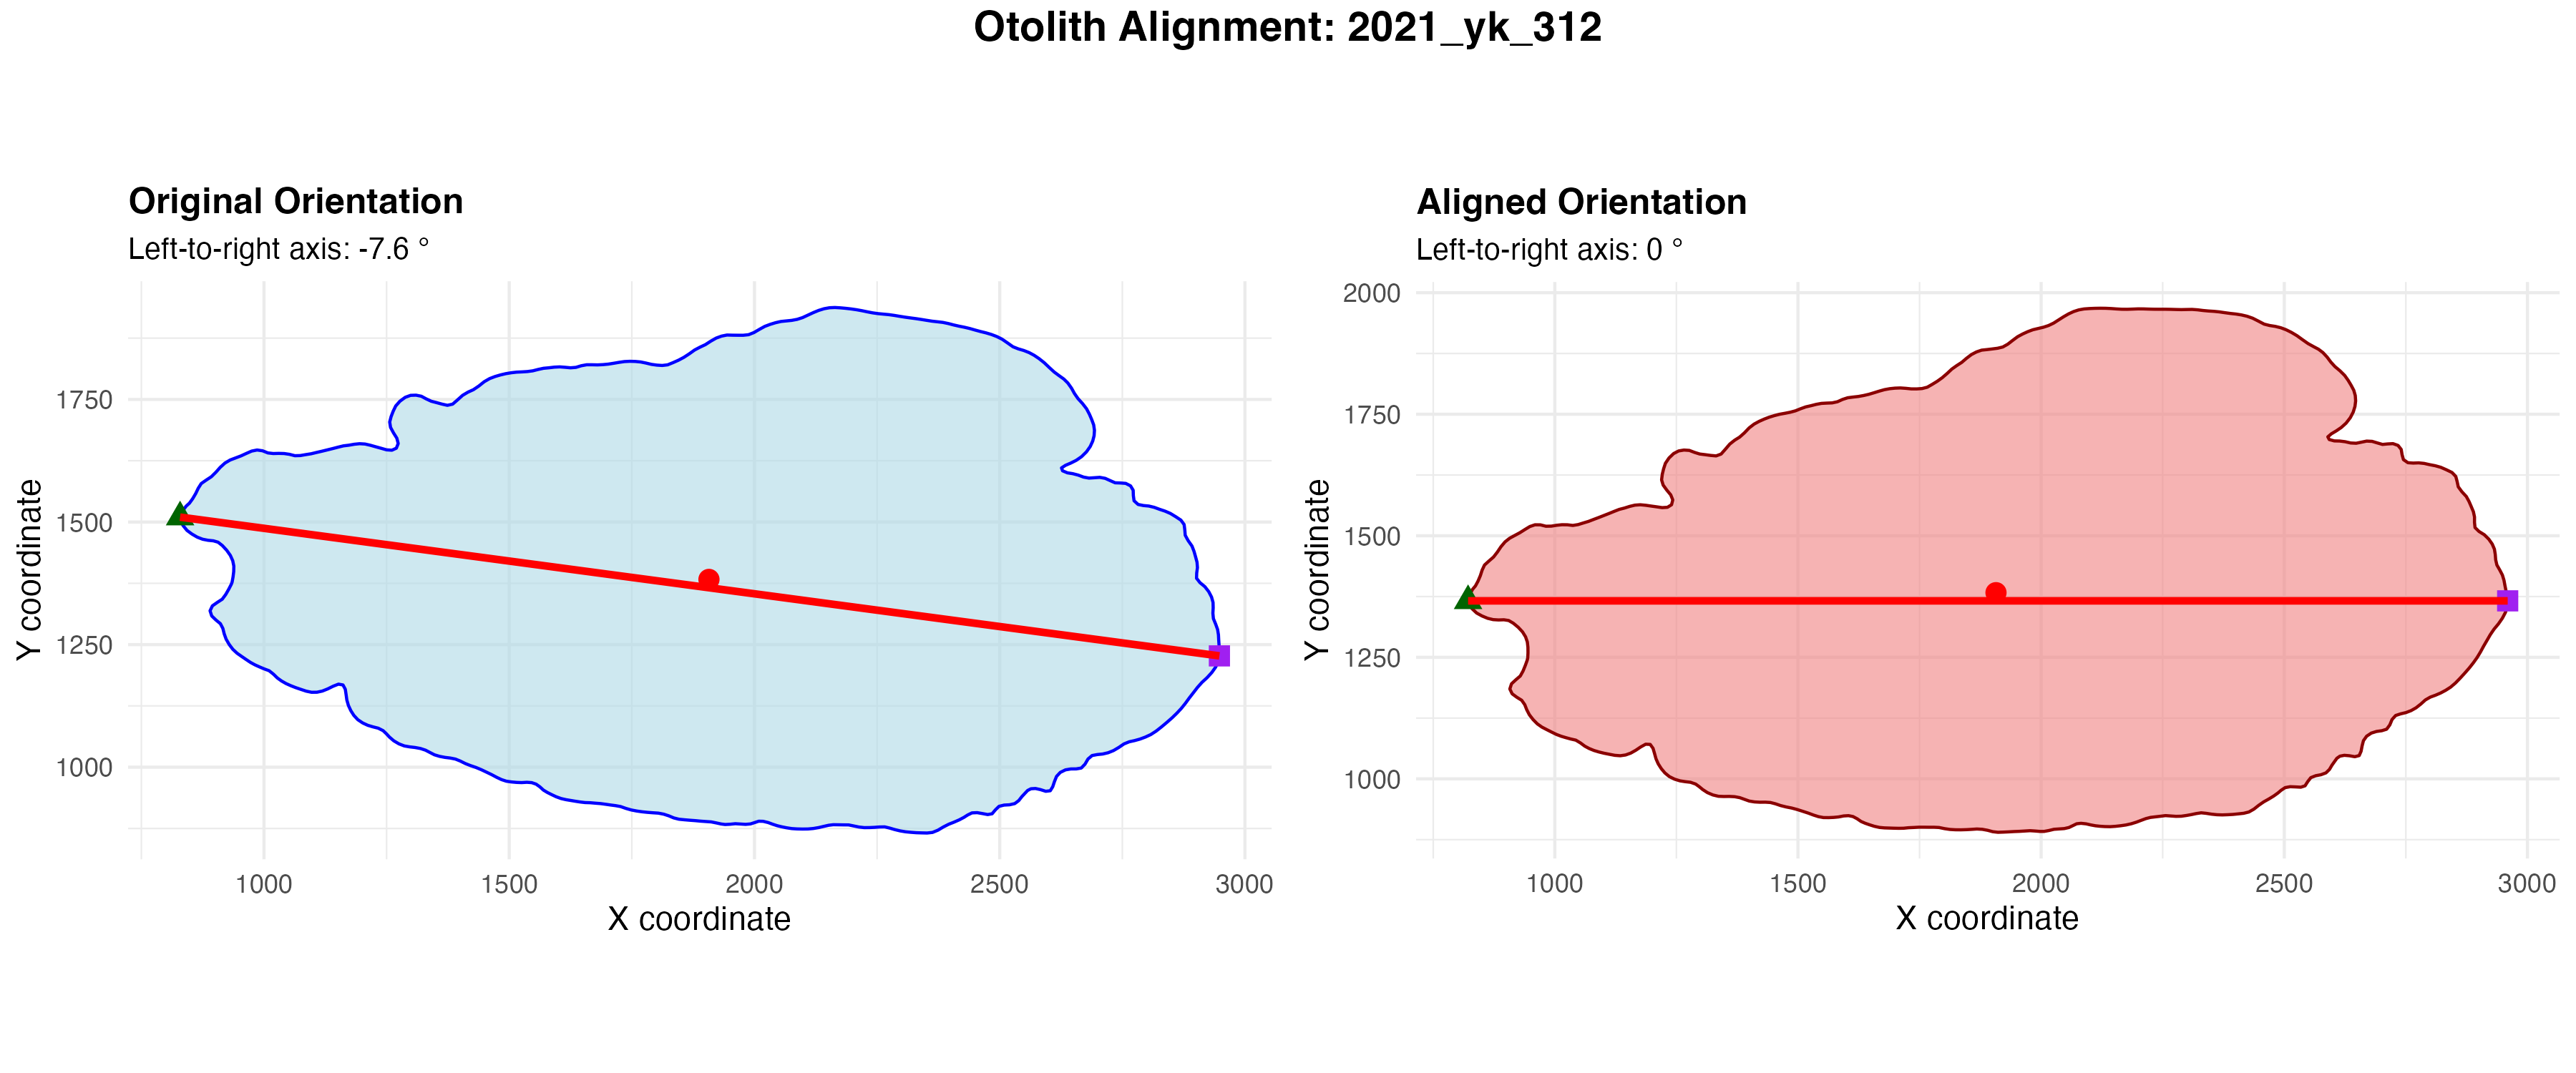 Otolith Alignment: 2021_yk_312
Original Orientation
Left-to-right axis: -7.6 °
1750
1500
1250
1000
Y coordinate
1000 1500 2000 2500 3000
X coordinate
Aligned Orientation
Left-to-right axis: 0 °
2000
1750
1500
1250
1000
Y coordinate
1000 1500 2000 2500 3000
X coordinate